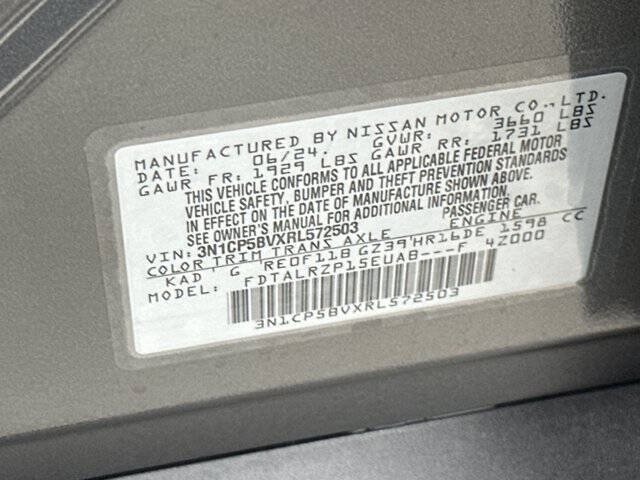 MANUFACTURED BY NISSAN MOTOR CO.,LTD.
06/24. GVWR: 3660 LBS
GAWR FR: 1929 LBS GAWR RR: 1731 LBS
THIS VEHICLE CONFORMS TO ALL APPLICABLE FEDERAL MOTOR
VEHICLE SAFETY, BUMPER AND THEFT PREVENTION STANDARDS
IN EFFECT ON THE DATE OF MANUFACTURE SHOWN ABOVE.
SEE OWNER'S MANUAL FOR ADDITIONAL INFORMATION.
VIN: 3N1CP5BVXRL572503 PASSENGER CAR.
COLOR TRIM TRANS AXLE ENGINE
KAD G RE0F11B GZ39 HR16DE 1598 CC
MODEL: FDTALRZP15EUAB---F 4Z000
3N1CP5BVXRL572503